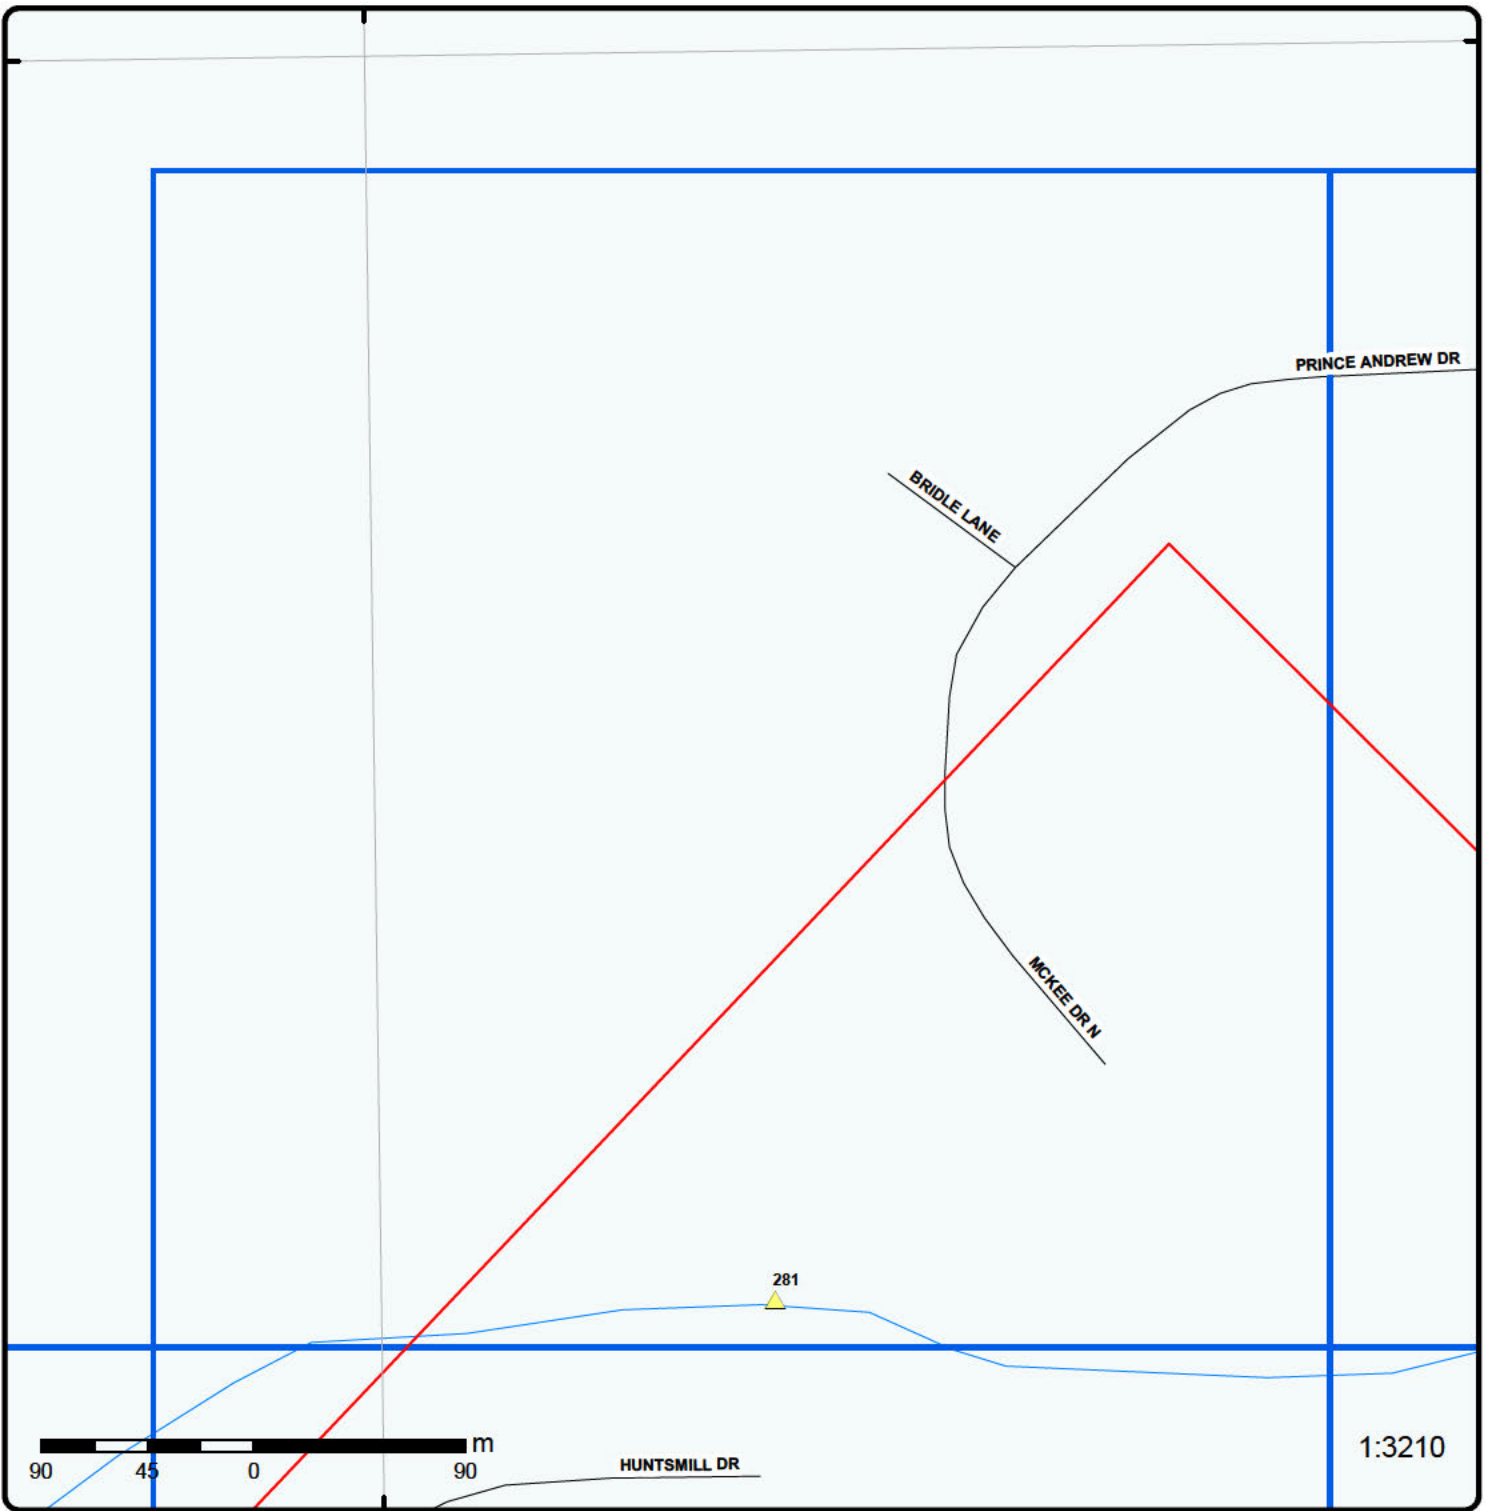 PRINCE ANDREW DR
BRIDLE LANE
MCKEE DR N
281
m
1:3210
90 45 0 90
HUNTSMILL DR